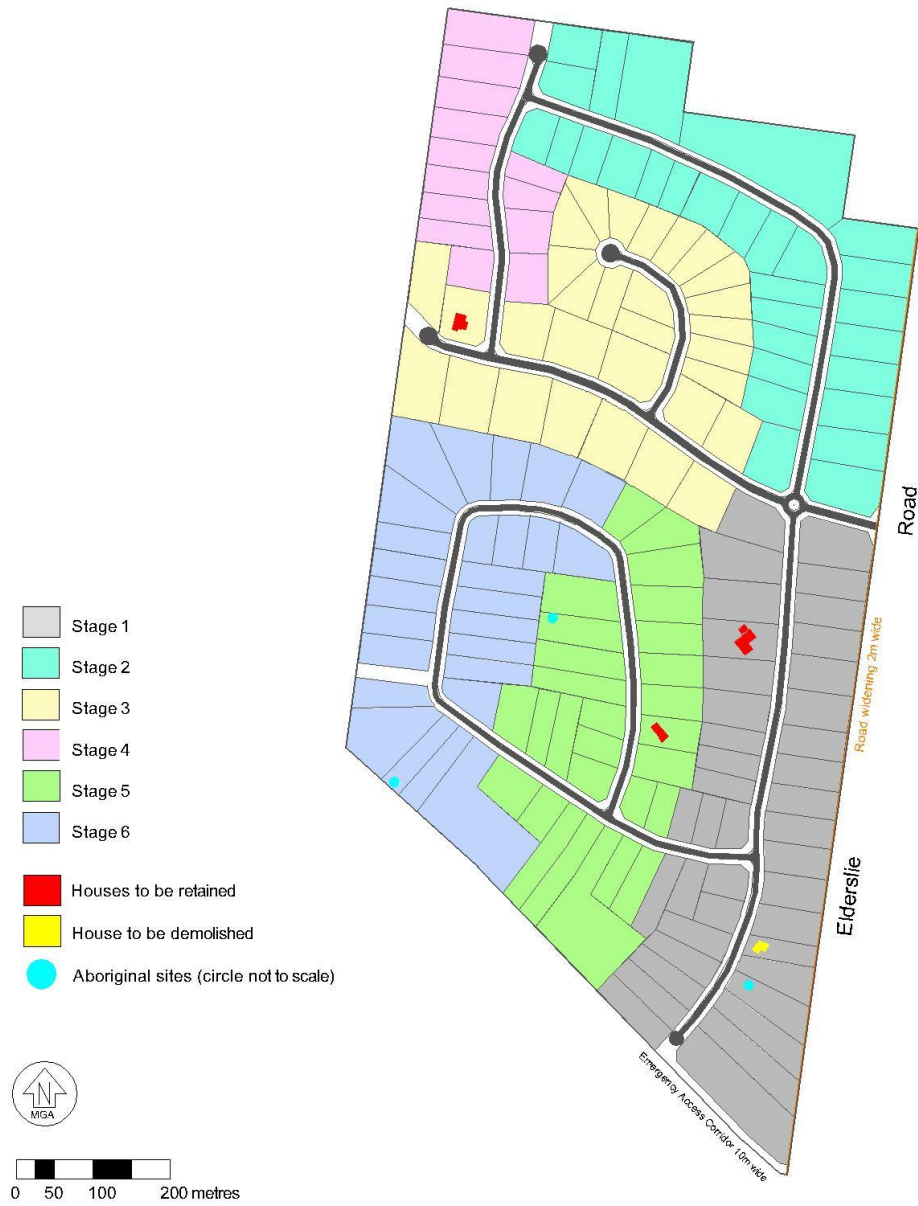 Stage 1
Stage 2
Stage 3
Stage 4
Stage 5
Stage 6
Houses to be retained
House to be demolished
Aboriginal sites (circle not to scale)
N
MGA
0 50 100 200 metres
Road
Road widening 2m wide
Elderslie
Emergency Access Corridor 10m wide